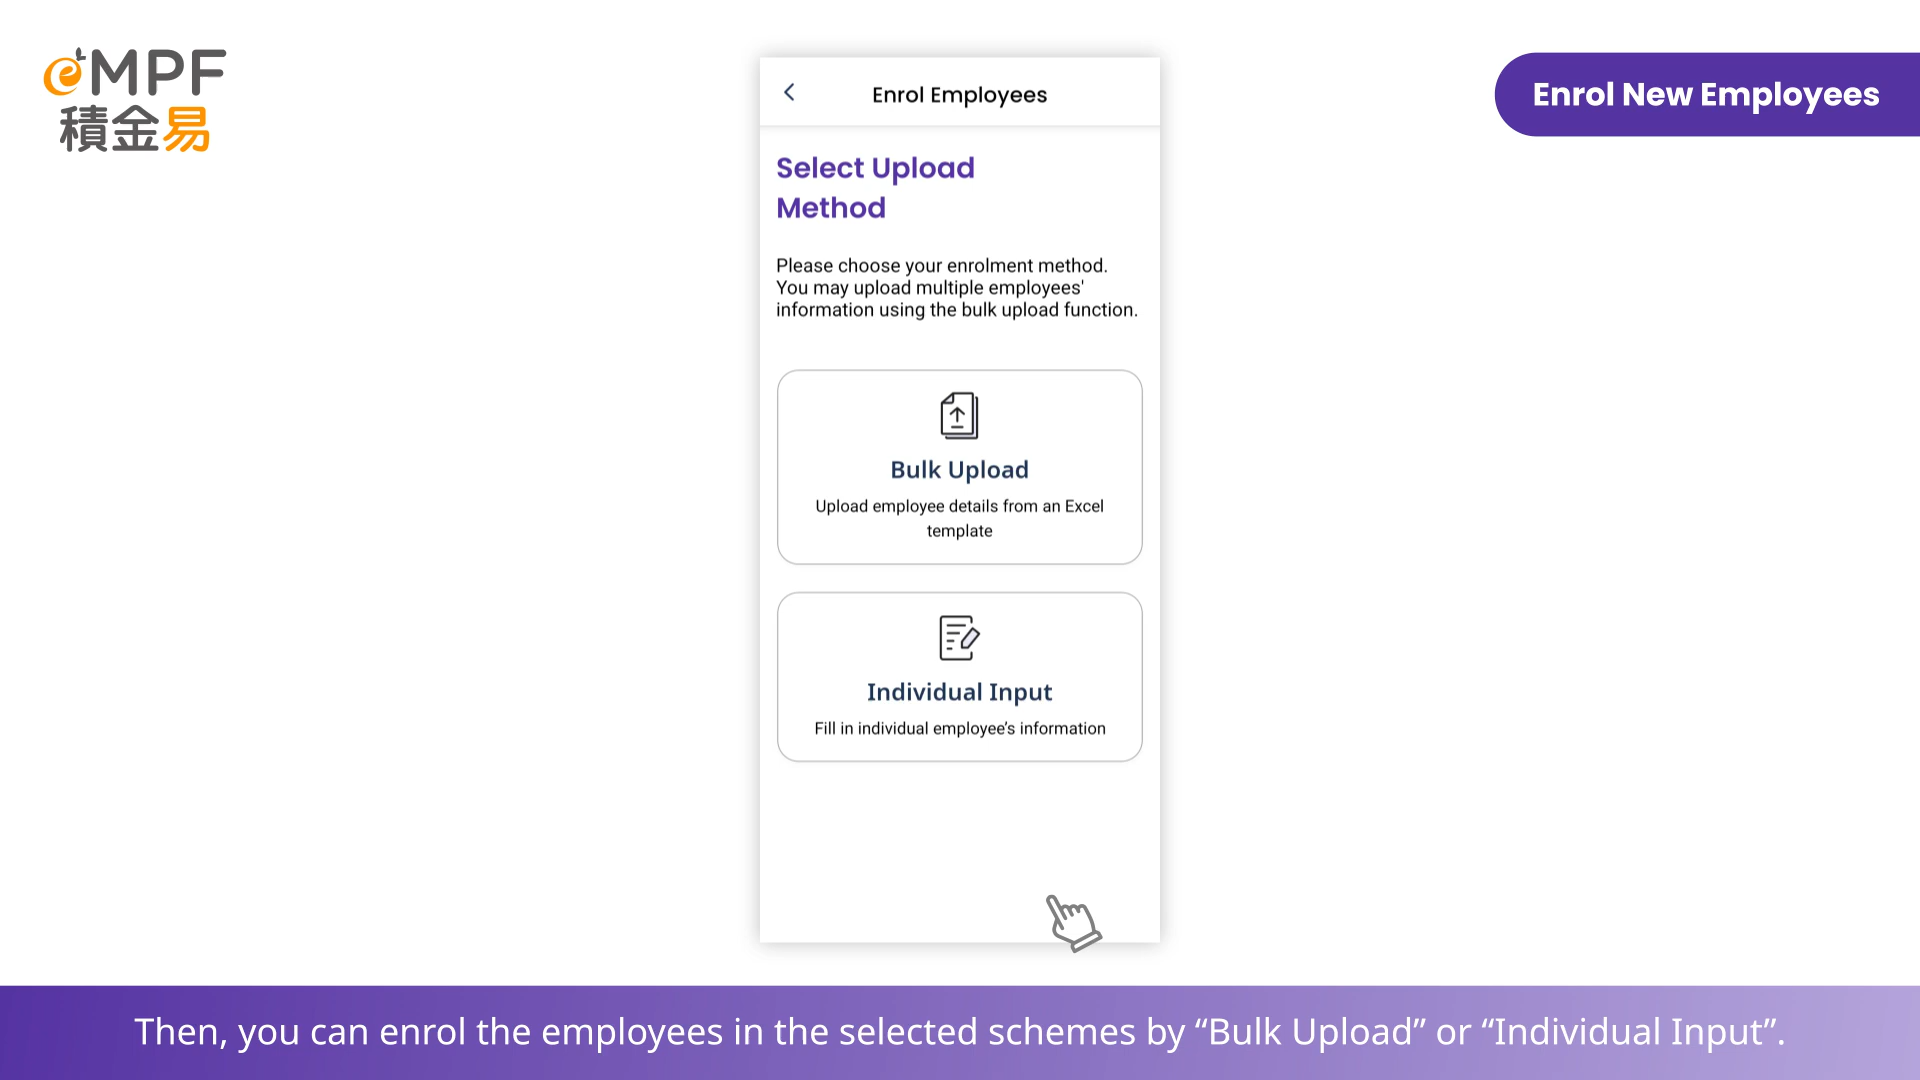 eMPF
積金易
Enrol New Employees
Enrol Employees
Select Upload
Method
Please choose your enrolment method.
You may upload multiple employees'
information using the bulk upload function.
Bulk Upload
Upload employee details from an Excel
template
Individual Input
Fill in individual employee’s information
Then, you can enrol the employees in the selected schemes by “Bulk Upload” or “Individual Input”.